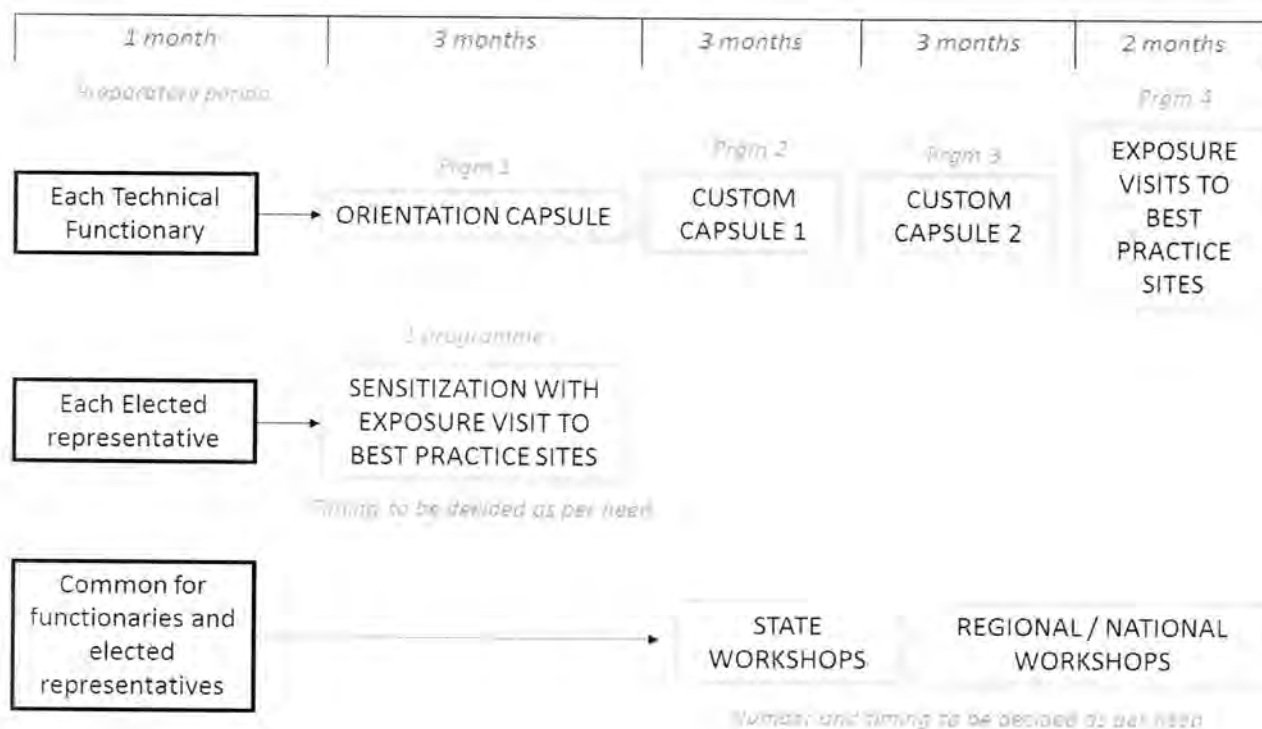 1 month
3 months
3 months
3 months
2 months
Preparatory period
Prgm 1
Prgm 2
Prgm 3
Prgm 4
Each Technical
Functionary
ORIENTATION CAPSULE
CUSTOM
CAPSULE 1
CUSTOM
CAPSULE 2
EXPOSURE
VISITS TO
BEST
PRACTICE
SITES
programme
Each Elected
representative
SENSITIZATION WITH
EXPOSURE VISIT TO
BEST PRACTICE SITES
Timing to be decided as per need
Common for
functionaries and
elected
representatives
STATE
WORKSHOPS
REGIONAL / NATIONAL
WORKSHOPS
Number and timing to be decided as per need